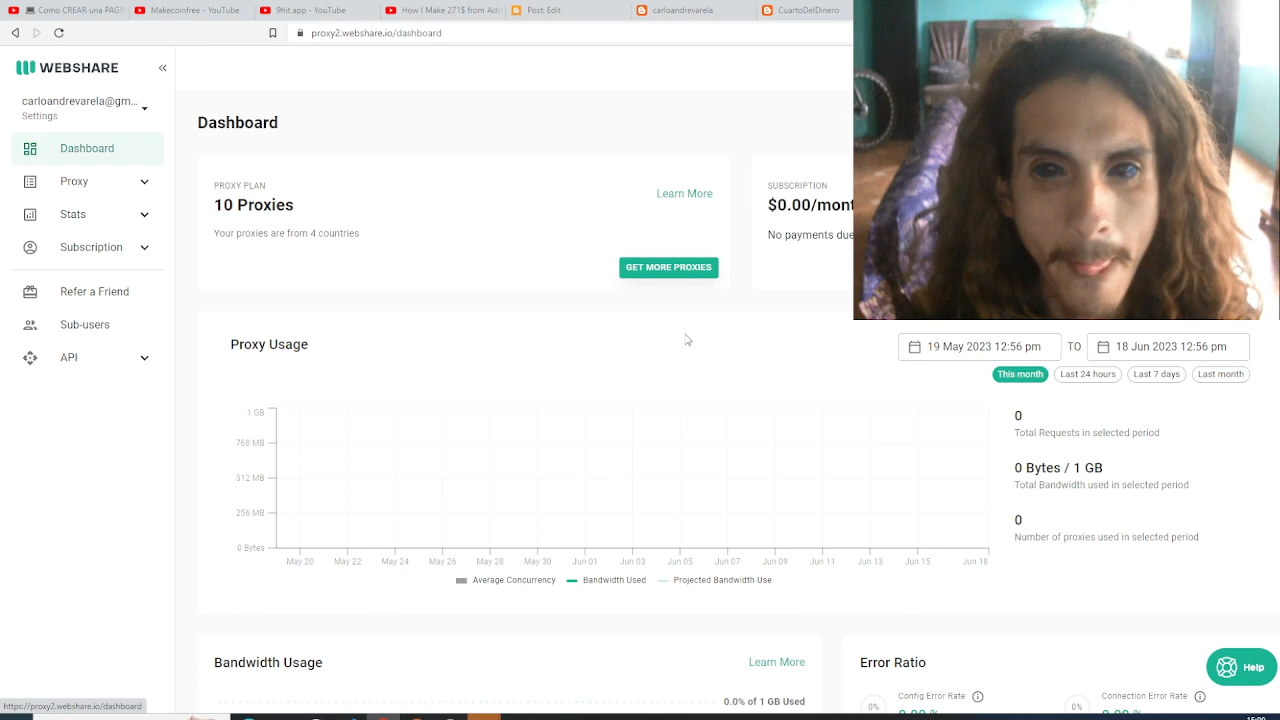 Como CREAR una PAGIN
Makecoinfree - YouTube
9hit app - YouTube
How I Make 271$ from Ads
Post: Edit
carloandrevarela
CuartoDelDinero
proxy2.webshare.io/dashboard
WEBSHARE
carloandrevarela@gm...
Settings
Dashboard
Proxy
Stats
Subscription
Refer a Friend
Sub-users
API
Dashboard
PROXY PLAN
Learn More
10 Proxies
Your proxies are from 4 countries
GET MORE PROXIES
SUBSCRIPTION
$0.00/mont
No payments due
Proxy Usage
19 May 2023 12:56 pm TO 18 Jun 2023 12:56 pm
This month Last 24 hours Last 7 days Last month
1 GB
768 MB
512 MB
256 MB
0 Bytes
May 20 May 22 May 24 May 26 May 28 May 30 Jun 01 Jun 03 Jun 05 Jun 07 Jun 09 Jun 11 Jun 13 Jun 15 Jun 18
Average Concurrency Bandwidth Used Projected Bandwidth Use
0
Total Requests in selected period
0 Bytes / 1 GB
Total Bandwidth used in selected period
0
Number of proxies used in selected period
Bandwidth Usage
Learn More
0.0% of 1 GB Used
Error Ratio
0%
Config Error Rate
0%
Connection Error Rate
Help
https://proxy2.webshare.io/dashboard